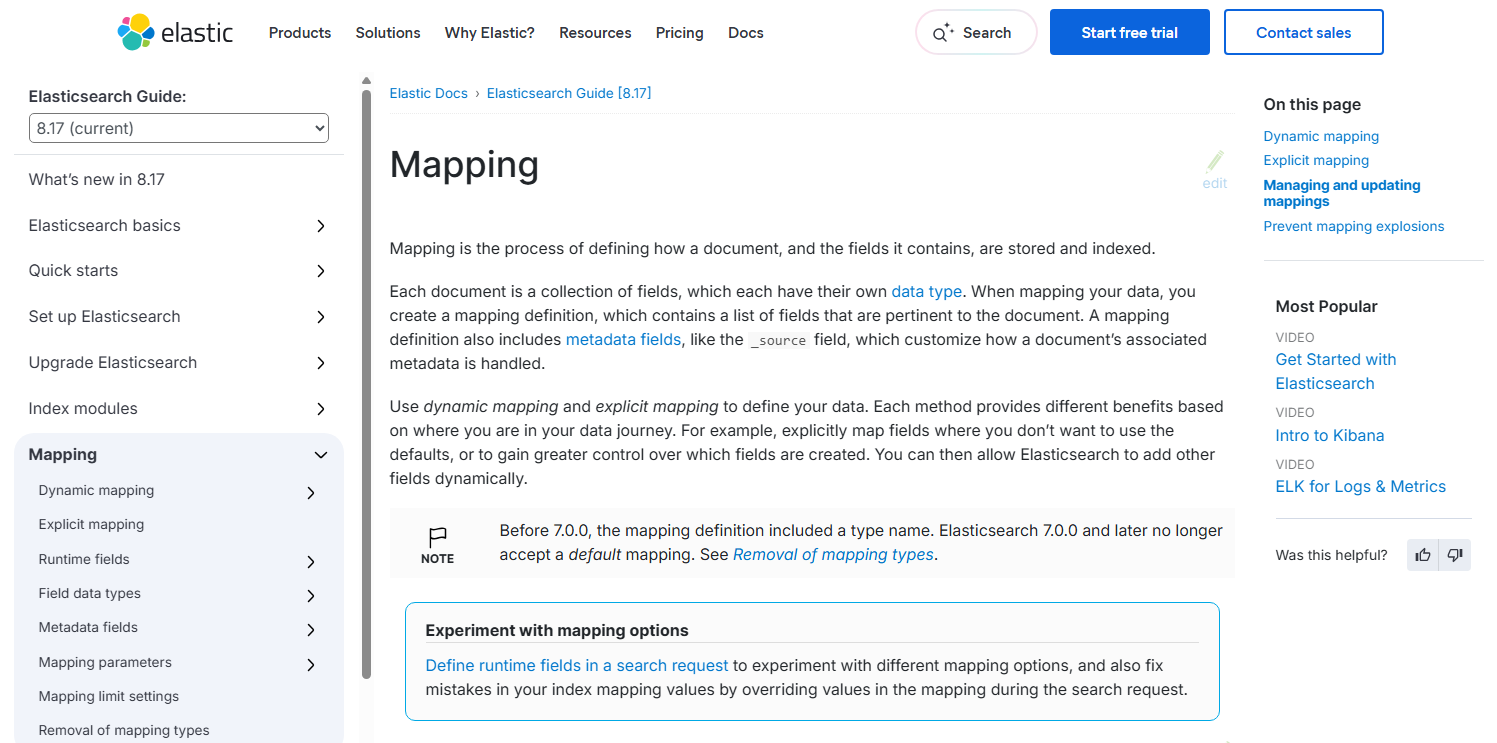 elastic
Products
Solutions
Why Elastic?
Resources
Pricing
Docs
Search
Start free trial
Contact sales
Elasticsearch Guide:
8.17 (current)
What's new in 8.17
Elasticsearch basics
Quick starts
Set up Elasticsearch
Upgrade Elasticsearch
Index modules
Mapping
Dynamic mapping
Explicit mapping
Runtime fields
Field data types
Metadata fields
Mapping parameters
Mapping limit settings
Removal of mapping types
Elastic Docs › Elasticsearch Guide [8.17]
Mapping
edit
Mapping is the process of defining how a document, and the fields it contains, are stored and indexed.
Each document is a collection of fields, which each have their own data type. When mapping your data, you
create a mapping definition, which contains a list of fields that are pertinent to the document. A mapping
definition also includes metadata fields, like the _source field, which customize how a document's associated
metadata is handled.
Use dynamic mapping and explicit mapping to define your data. Each method provides different benefits based
on where you are in your data journey. For example, explicitly map fields where you don't want to use the
defaults, or to gain greater control over which fields are created. You can then allow Elasticsearch to add other
fields dynamically.
NOTE
Before 7.0.0, the mapping definition included a type name. Elasticsearch 7.0.0 and later no longer
accept a default mapping. See Removal of mapping types.
Experiment with mapping options
Define runtime fields in a search request to experiment with different mapping options, and also fix
mistakes in your index mapping values by overriding values in the mapping during the search request.
On this page
Dynamic mapping
Explicit mapping
Managing and updating
mappings
Prevent mapping explosions
Most Popular
VIDEO
Get Started with
Elasticsearch
VIDEO
Intro to Kibana
VIDEO
ELK for Logs & Metrics
Was this helpful?